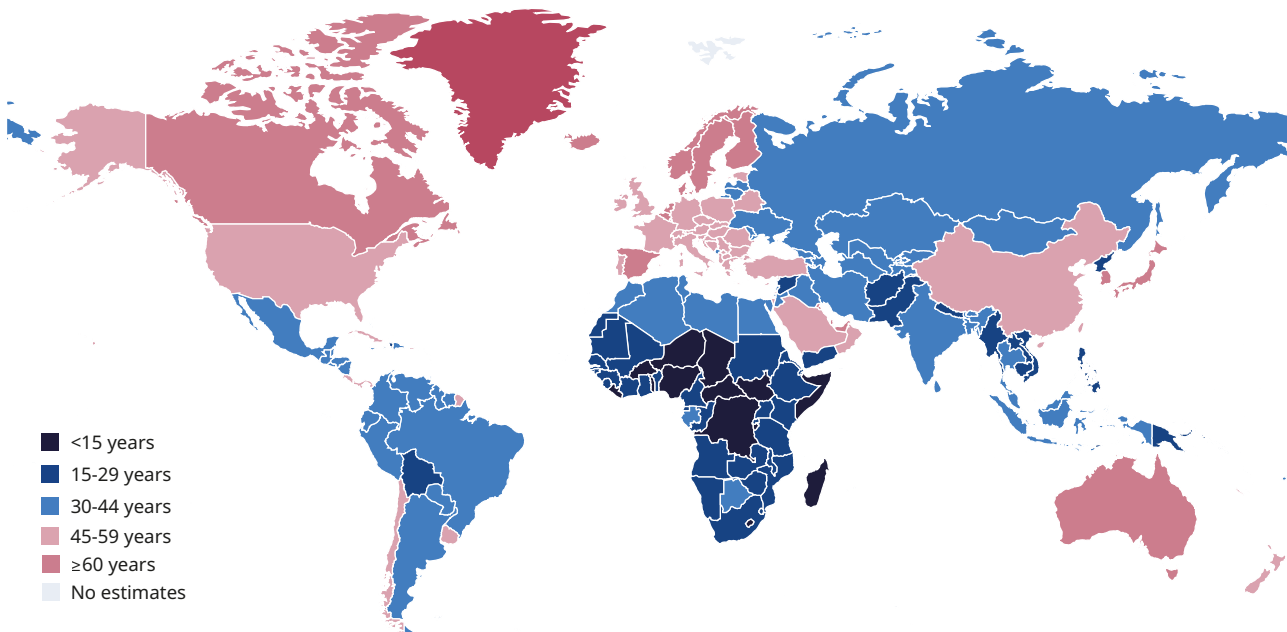 <15 years
15-29 years
30-44 years
45-59 years
≥60 years
No estimates